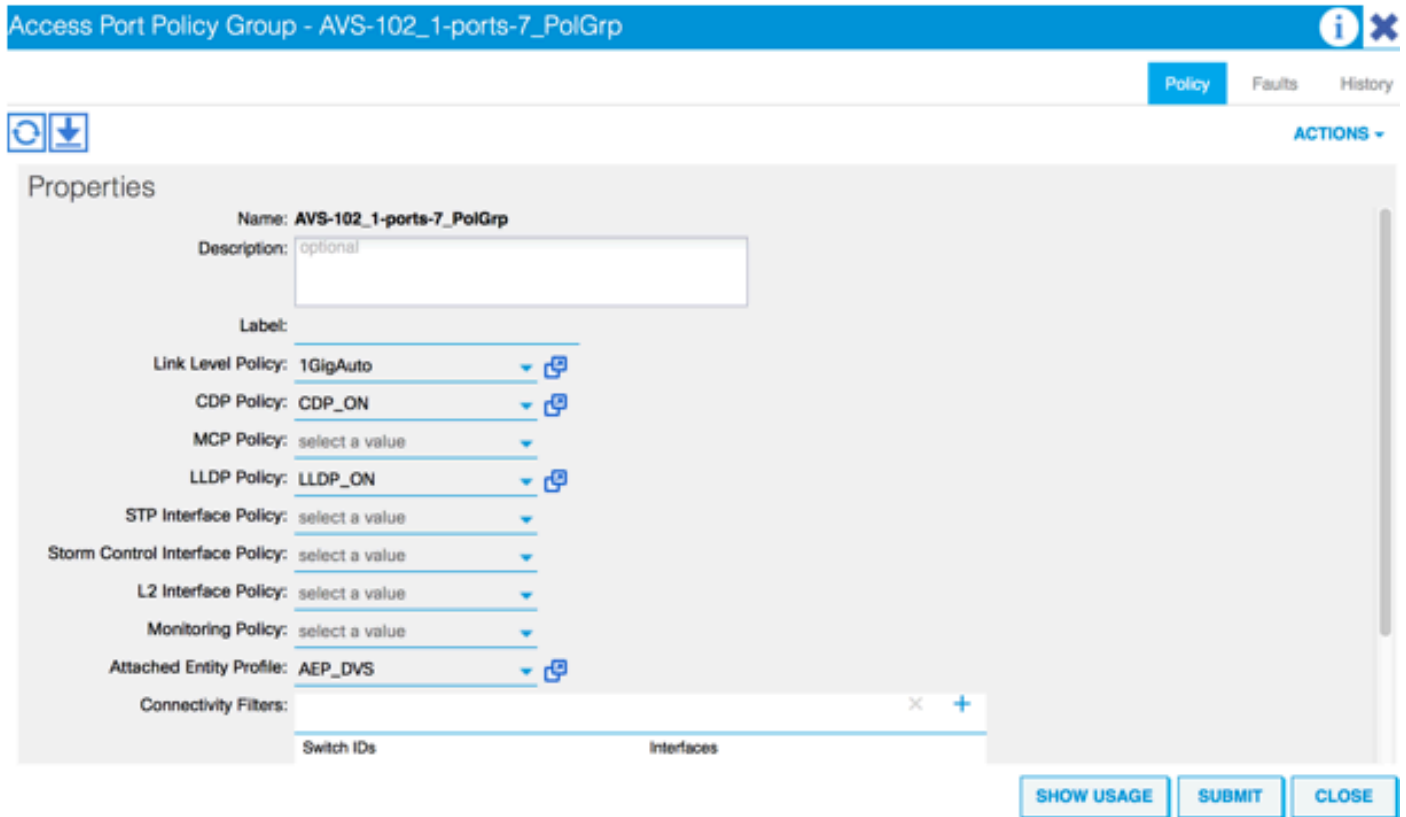 Access Port Policy Group - AVS-102_1-ports-7_PolGrp
i
Policy Faults History
ACTIONS
Properties
Name: AVS-102_1-ports-7_PolGrp
Description: optional
Label:
Link Level Policy: 1GigAuto
CDP Policy: CDP_ON
MCP Policy: select a value
LLDP Policy: LLDP_ON
STP Interface Policy: select a value
Storm Control Interface Policy: select a value
L2 Interface Policy: select a value
Monitoring Policy: select a value
Attached Entity Profile: AEP_DVS
Connectivity Filters:
Switch IDs Interfaces
SHOW USAGE SUBMIT CLOSE